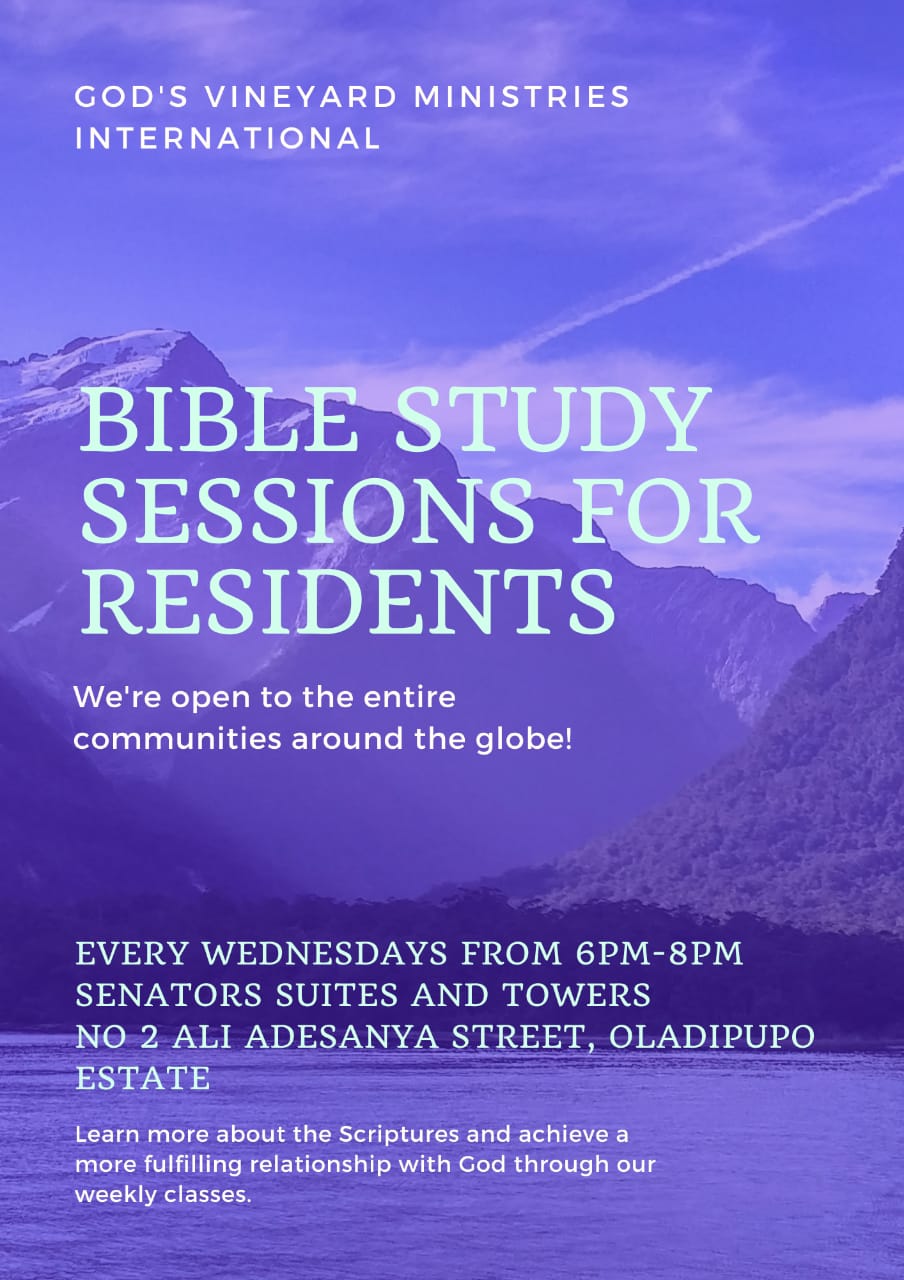 GOD'S VINEYARD MINISTRIES
INTERNATIONAL
BIBLE STUDY
SESSIONS FOR
RESIDENTS
We're open to the entire
communities around the globe!
EVERY WEDNESDAYS FROM 6PM-8PM
SENATORS SUITES AND TOWERS
NO 2 ALI ADESANYA STREET, OLADIPUPO
ESTATE
Learn more about the Scriptures and achieve a
more fulfilling relationship with God through our
weekly classes.